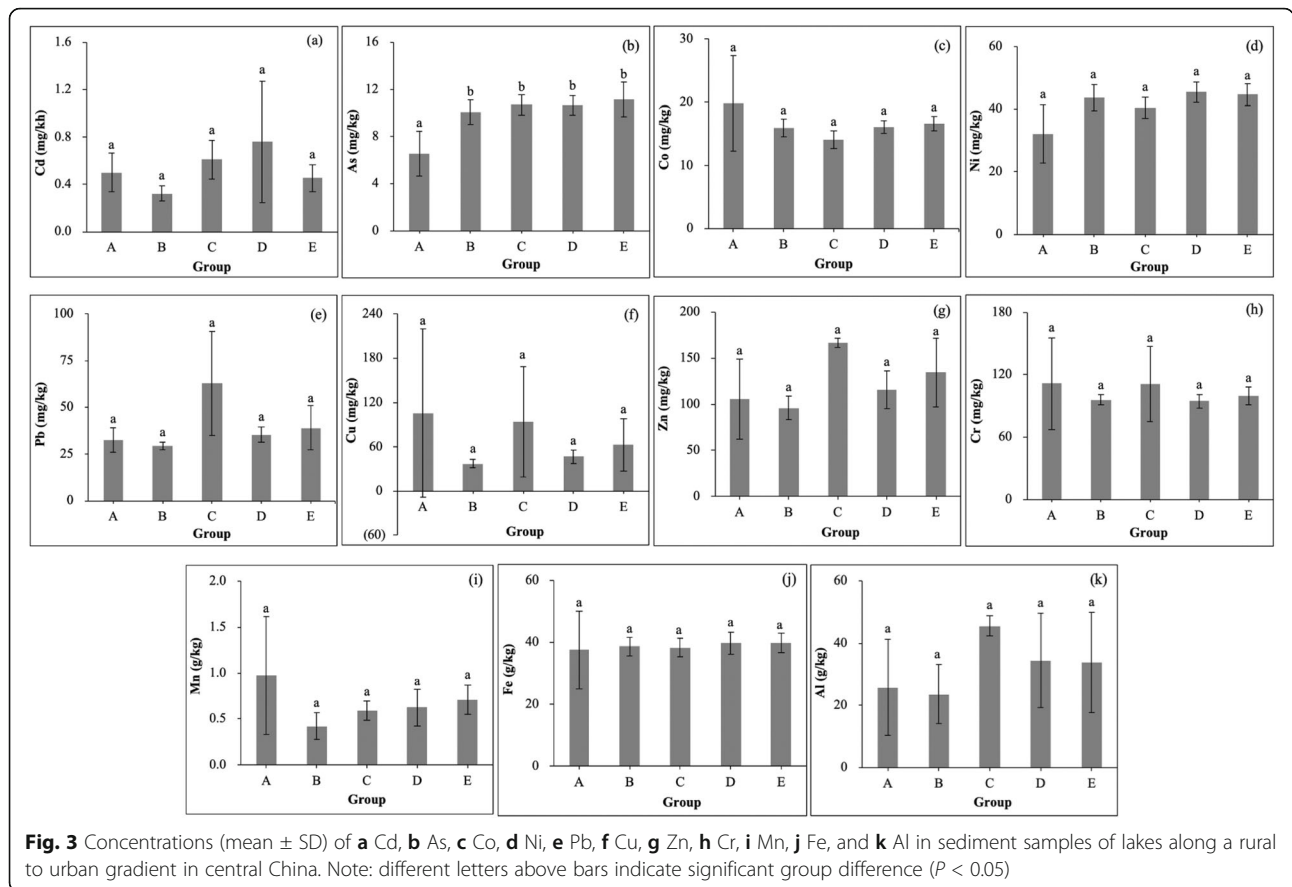 (a)
Cd (mg/kh)
1.6
1.2
0.8
0.4
0.0
a a a a a
A B C D E
Group
(b)
As (mg/kg)
16
12
8
4
0
a b b b b
A B C D E
Group
(c)
Co (mg/kg)
30
20
10
0
a a a a a
A B C D E
Group
(d)
Ni (mg/kg)
60
40
20
0
a a a a a
A B C D E
Group
(e)
Pb (mg/kg)
100
75
50
25
0
a a a a a
A B C D E
Group
(f)
Cu (mg/kg)
240
180
120
60
0
(60)
a a a a a
A B C D E
Group
(g)
Zn (mg/kg)
200
150
100
50
0
a a a a a
A B C D E
Group
(h)
Cr (mg/kg)
180
120
60
0
a a a a a
A B C D E
Group
(i)
Mn (g/kg)
2.0
1.5
1.0
0.5
0.0
a a a a a
A B C D E
Group
(j)
Fe (g/kg)
60
40
20
0
a a a a a
A B C D E
Group
(k)
Al (g/kg)
60
40
20
0
a a a a a
A B C D E
Group
Fig. 3 Concentrations (mean ± SD) of a Cd, b As, c Co, d Ni, e Pb, f Cu, g Zn, h Cr, i Mn, j Fe, and k Al in sediment samples of lakes along a rural
to urban gradient in central China. Note: different letters above bars indicate significant group difference (P < 0.05)